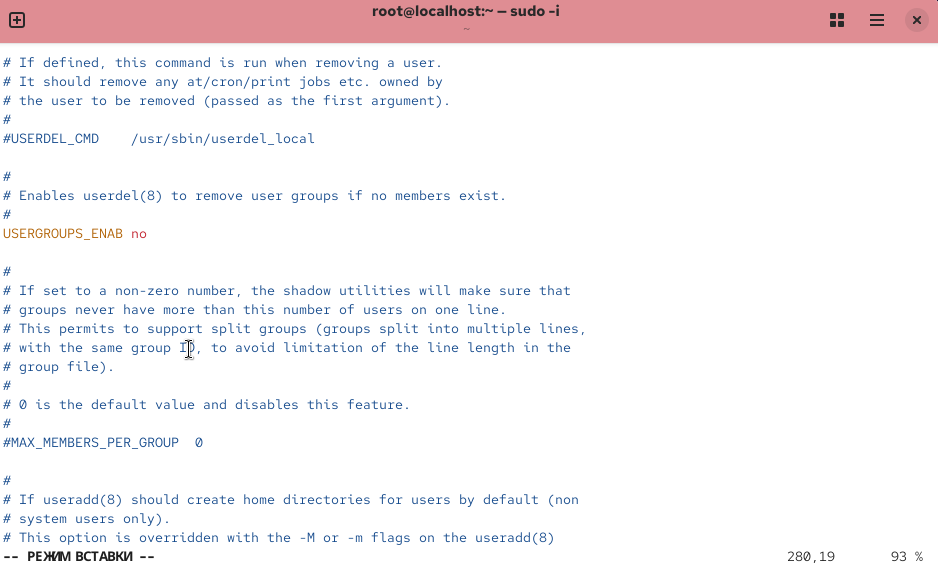 root@localhost:~ — sudo -i
~
# If defined, this command is run when removing a user.
# It should remove any at/cron/print jobs etc. owned by
# the user to be removed (passed as the first argument).
#
#USERDEL_CMD    /usr/sbin/userdel_local
#
# Enables userdel(8) to remove user groups if no members exist.
#
USERGROUPS_ENAB no
#
# If set to a non-zero number, the shadow utilities will make sure that
# groups never have more than this number of users on one line.
# This permits to support split groups (groups split into multiple lines,
# with the same group ID, to avoid limitation of the line length in the
# group file).
#
# 0 is the default value and disables this feature.
#
#MAX_MEMBERS_PER_GROUP  0
#
# If useradd(8) should create home directories for users by default (non
# system users only).
# This option is overridden with the -M or -m flags on the useradd(8)
-- РЕЖИМ ВСТАВКИ -- 280,19 93 %